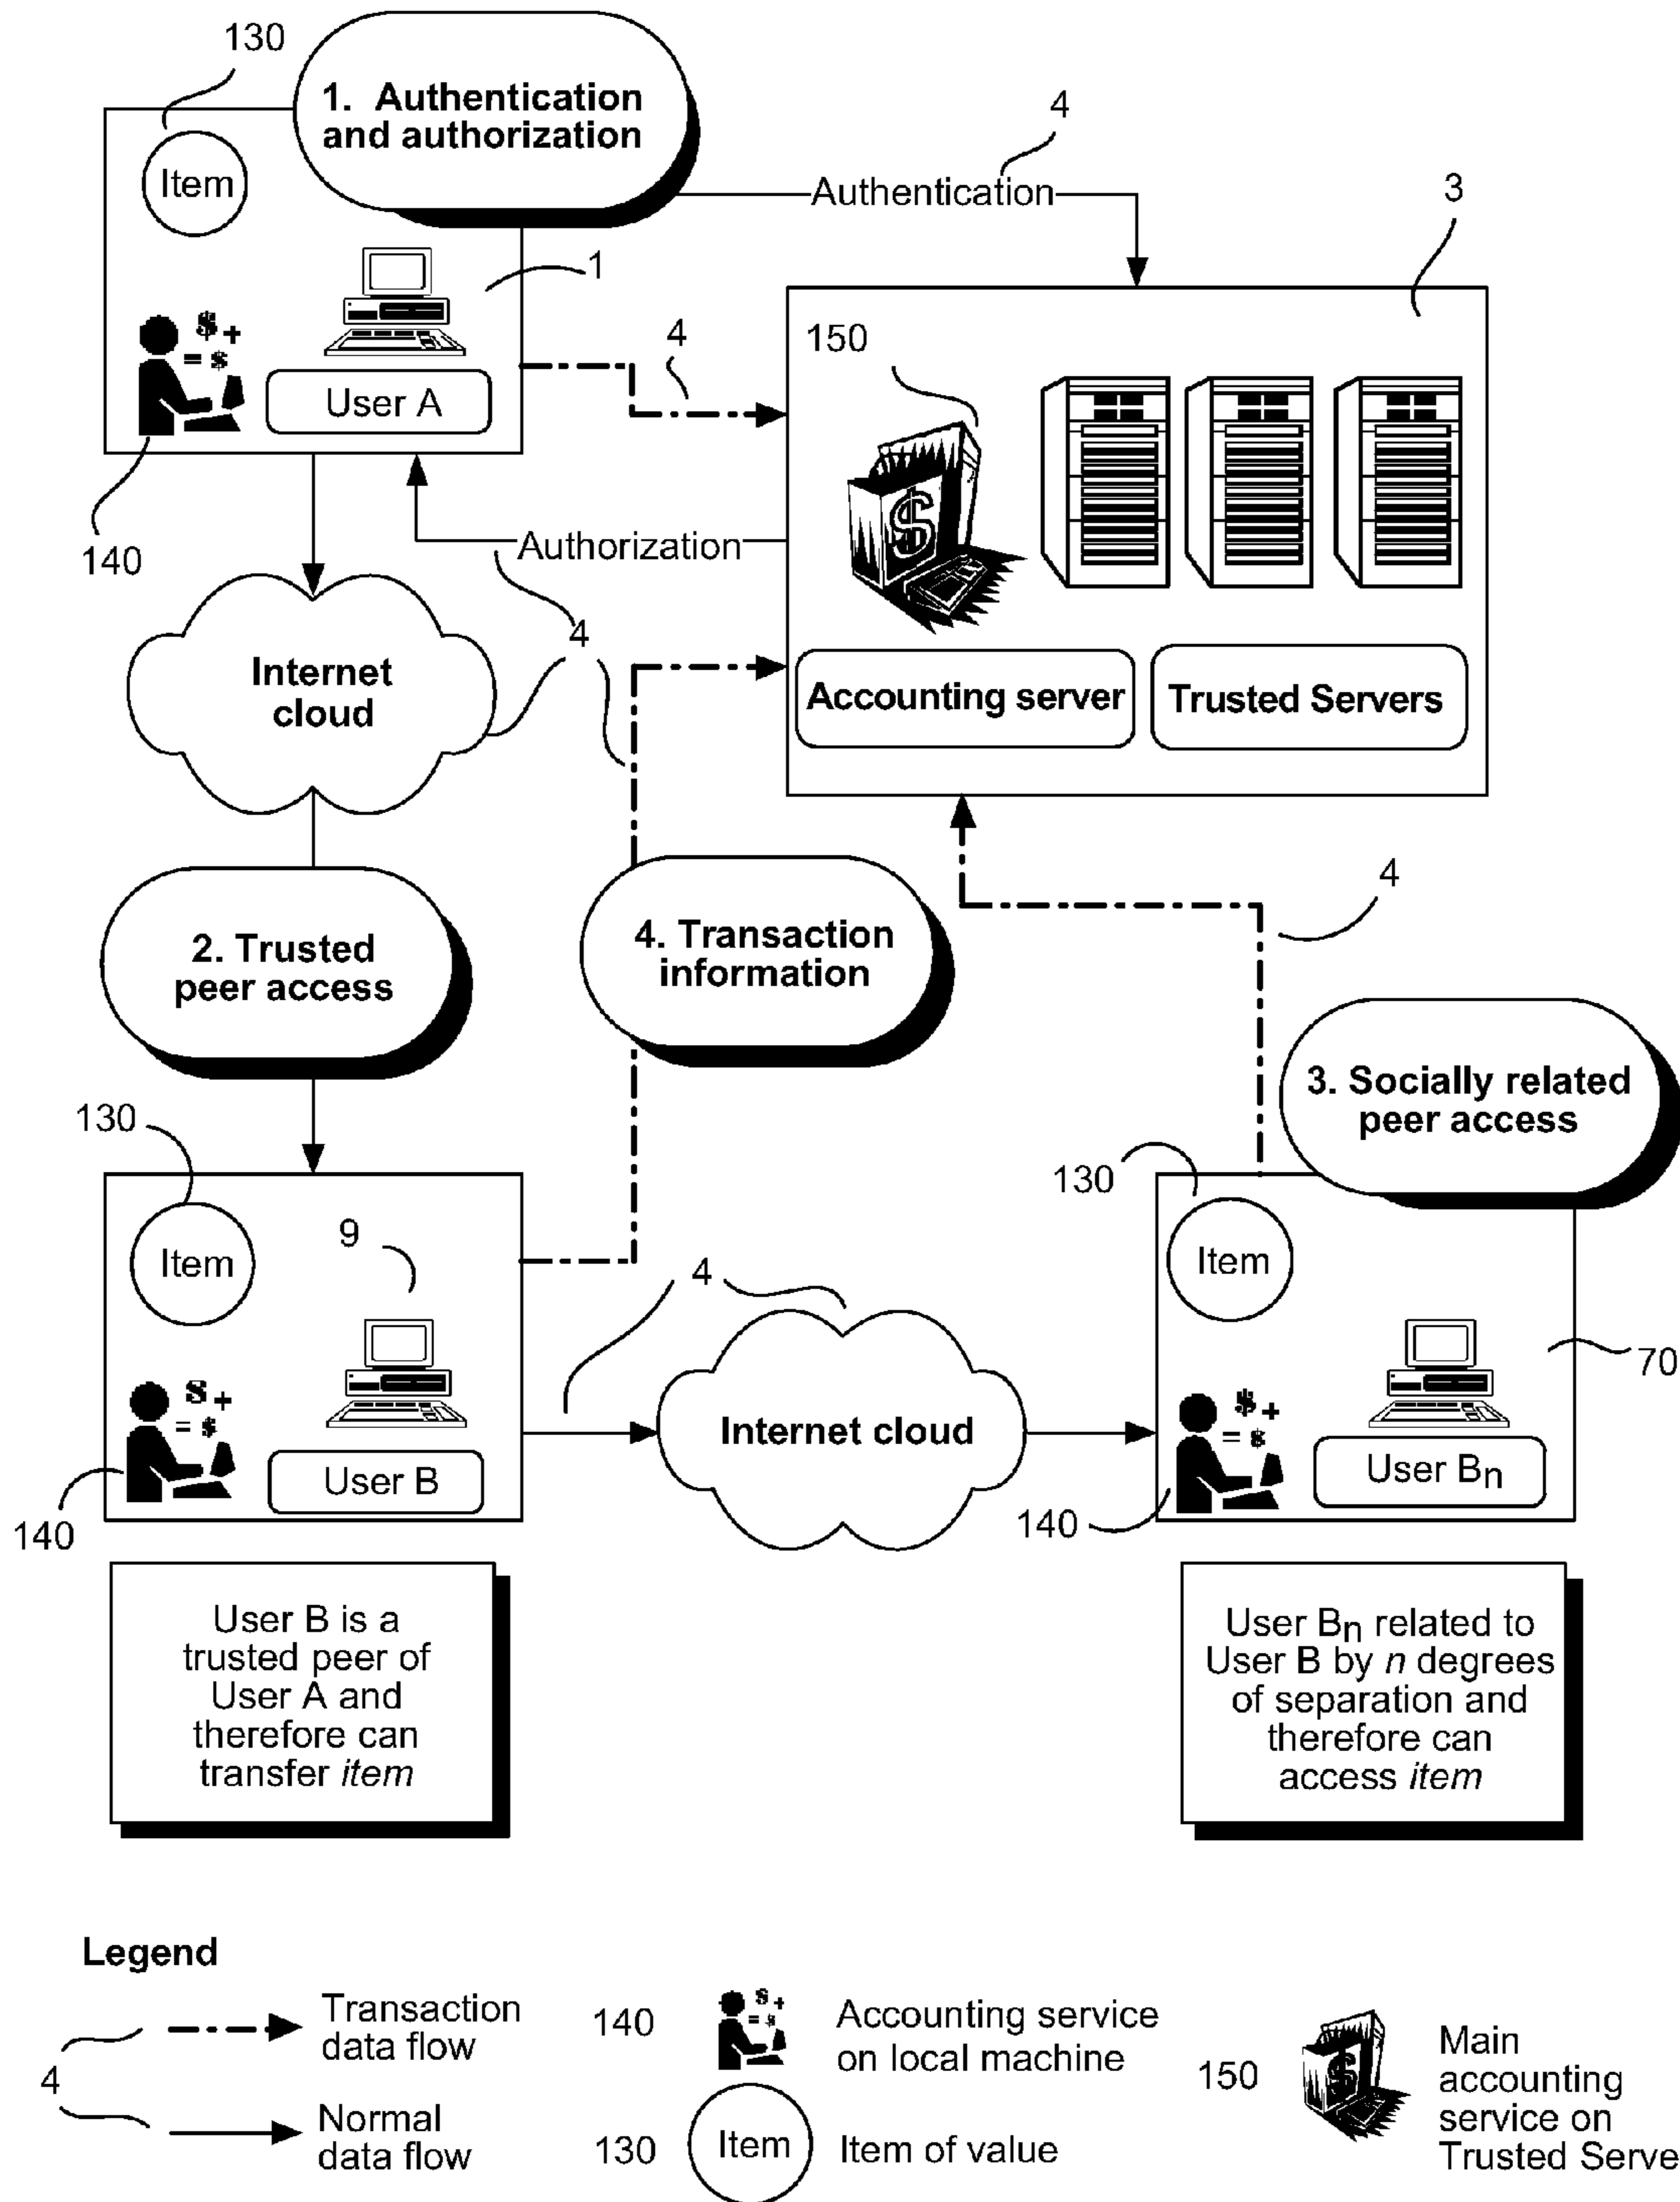 130
1. Authentication
and authorization
4
Item
Authentication
3
1
$ +
= $
4
150
User A
$
140
Authorization
4
Internet
cloud
Accounting server
Trusted Servers
4
2. Trusted
peer access
4. Transaction
information
3. Socially related
peer access
130
130
9
Item
4
Item
70
$ +
= $
Internet cloud
$ +
= $
User B
User Bn
140
140
User B is a
trusted peer of
User A and
therefore can
transfer item
User Bn related to
User B by n degrees
of separation and
therefore can
access item
Legend
Transaction
data flow
140
$ +
= $
Accounting service
on local machine
150
$
Main
accounting
service on
Trusted Serve
4
Normal
data flow
130
Item
Item of value